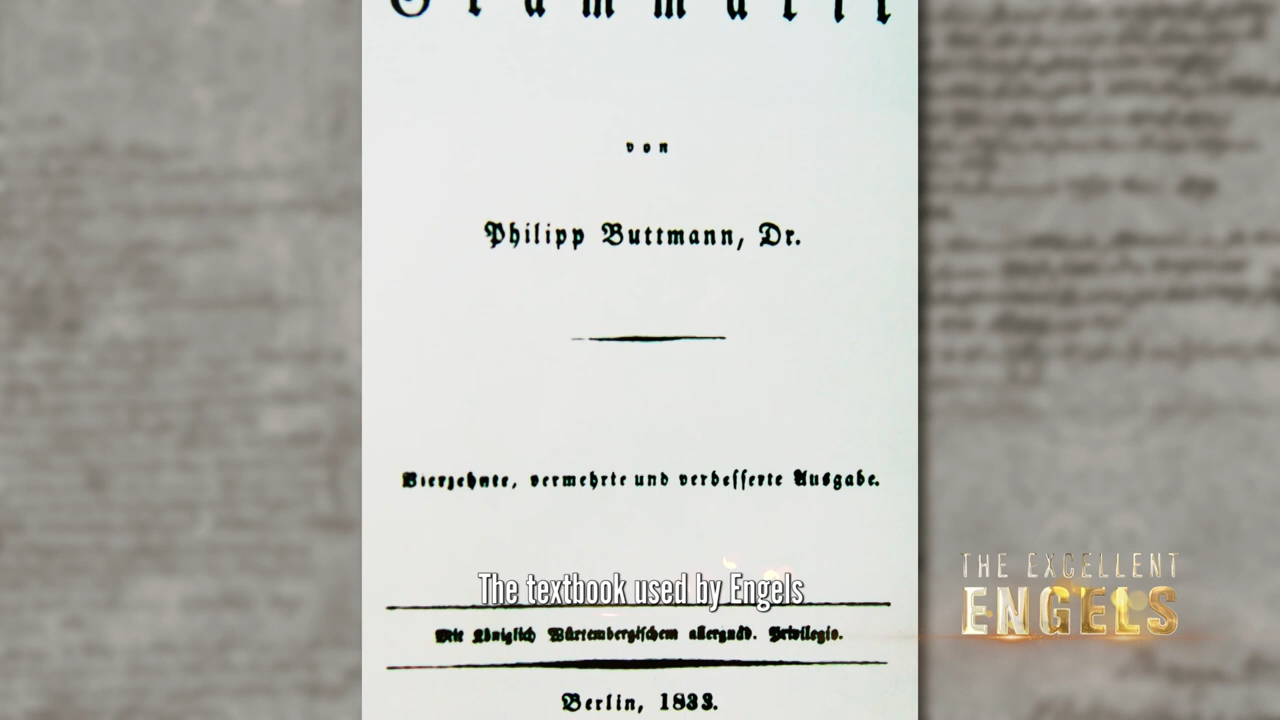 Grammatik
von
Philipp Buttmann, Dr.
Vierzehnte, vermehrte und verbesserte Ausgabe.
The textbook used by Engels
Mit Königlich Würtembergischem allergnäd. Privilegio.
Berlin, 1833.
THE EXCELLENT
ENGELS